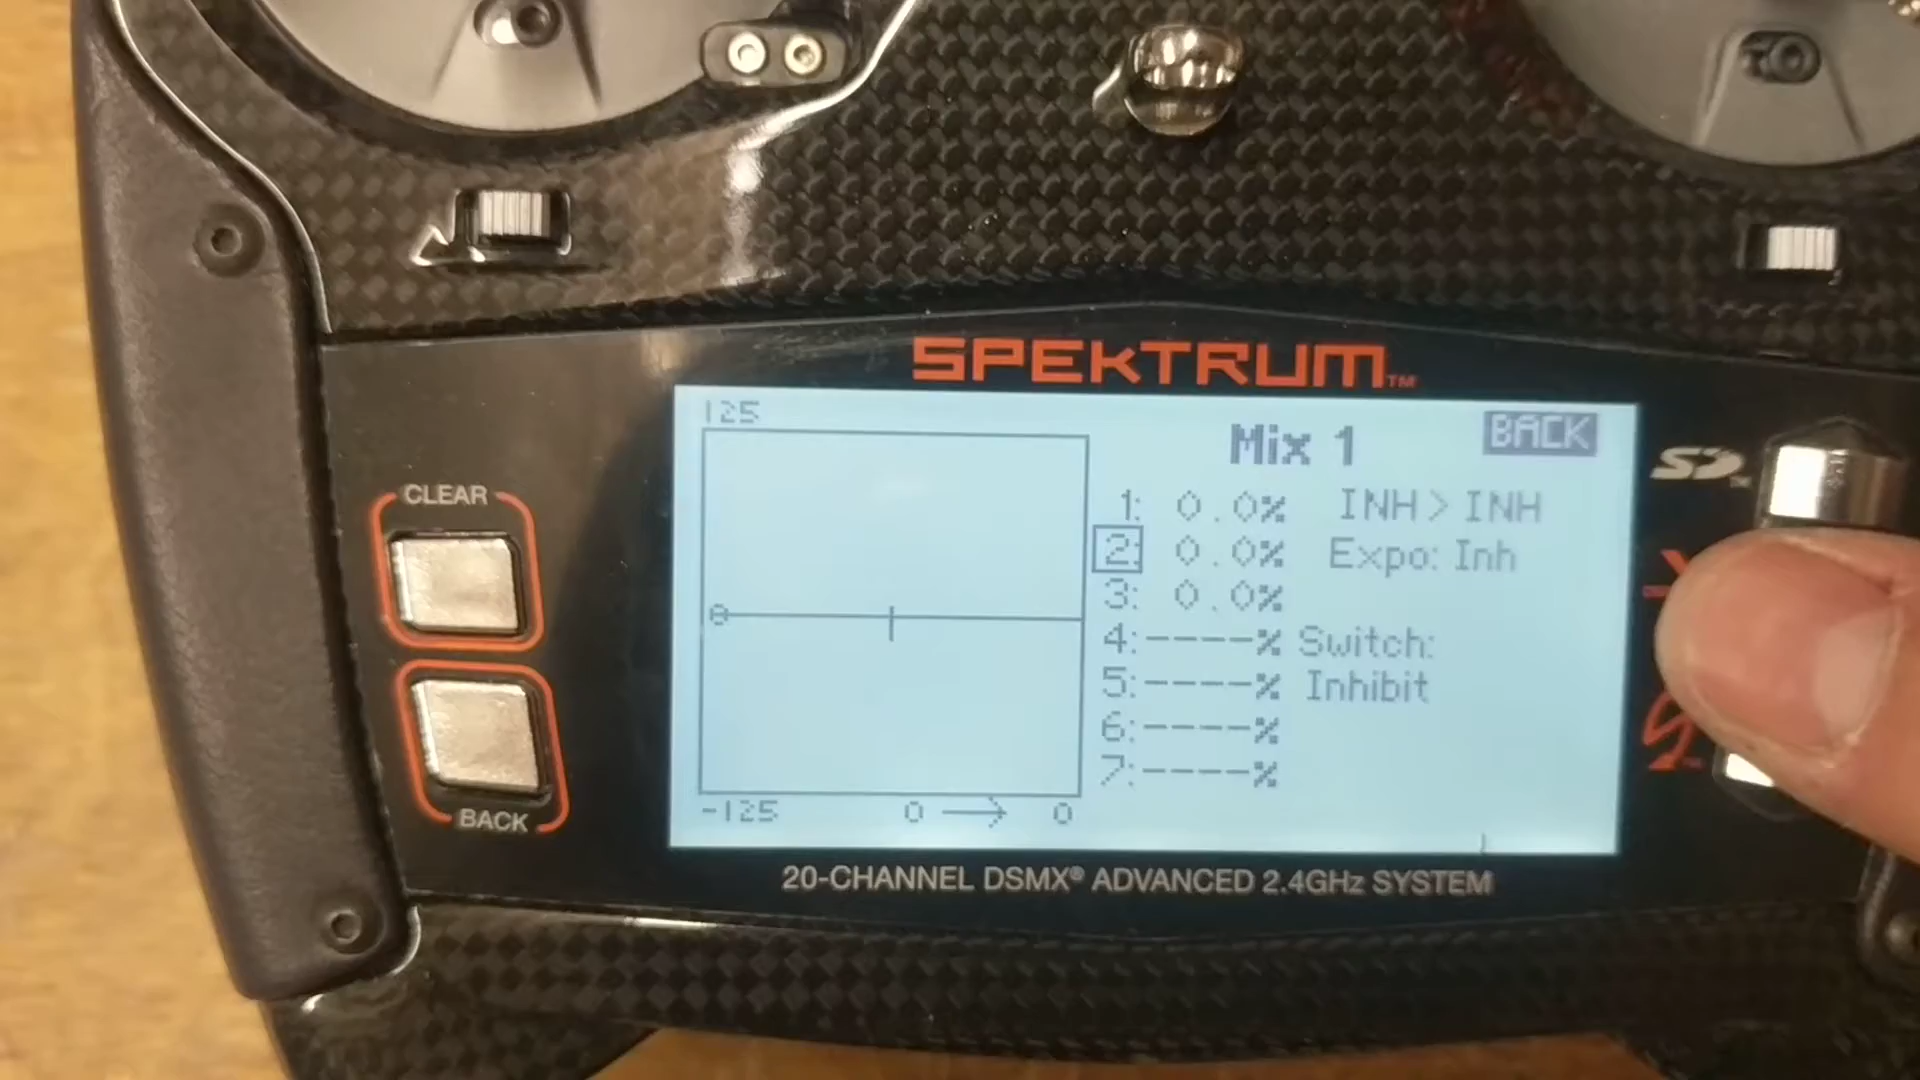 SPEKTRUM™
CLEAR
BACK
125
Mix 1
BACK
1: 0.0% INH > INH
2: 0.0% Expo: Inh
3: 0.0%
4:----% Switch:
5:----% Inhibit
6:----%
7:----%
-125 0 → 0
20-CHANNEL DSMX® ADVANCED 2.4GHz SYSTEM
SD